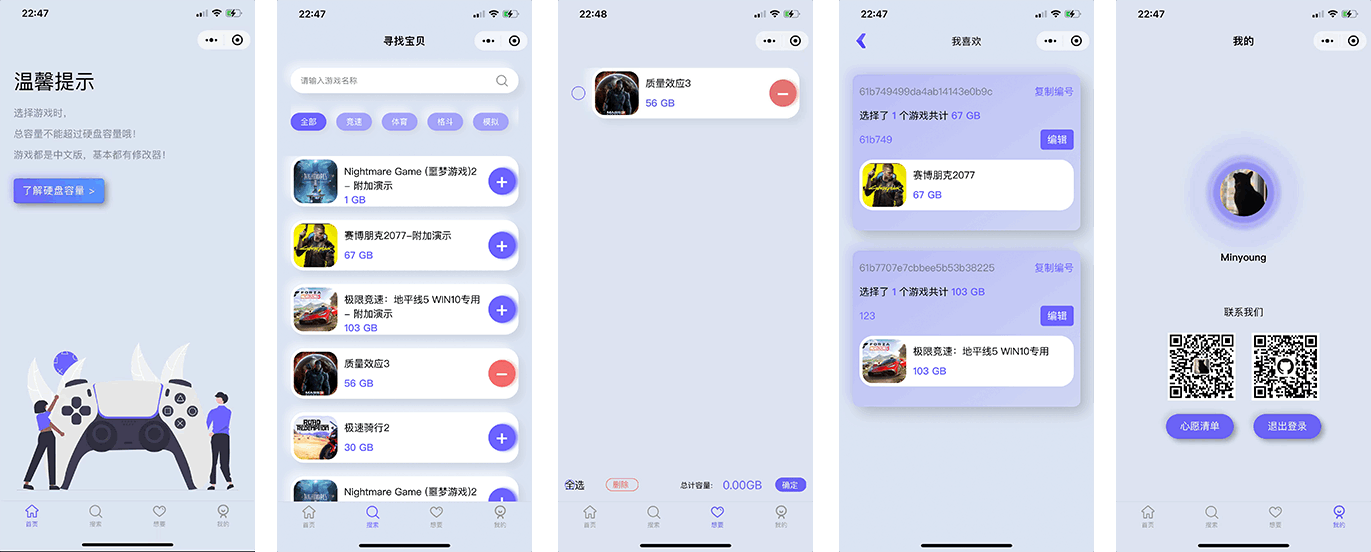 22:47
温馨提示
选择游戏时,
总容量不能超过硬盘容量哦!
游戏都是中文版,基本都有修改器!
了解硬盘容量 >
首页
搜索
想要
我的
22:47
寻找宝贝
请输入游戏名称
全部
竞速
体育
格斗
模拟
Nightmare Game (噩梦游戏)2
- 附加演示
1 GB
赛博朋克2077-附加演示
67 GB
极限竞速:地平线5 WIN10专用
- 附加演示
103 GB
质量效应3
56 GB
极速骑行2
30 GB
Nightmare Game (噩梦游戏)2
首页
搜索
想要
我的
22:48
质量效应3
56 GB
全选
删除
总计容量:
0.00GB
确定
首页
搜索
想要
我的
22:47
我喜欢
61b749499da4ab14143e0b9c
复制编号
选择了 1 个游戏共计 67 GB
61b749
编辑
赛博朋克2077
67 GB
61b7707e7cbbee5b53b38225
复制编号
选择了 1 个游戏共计 103 GB
123
编辑
极限竞速:地平线5 WIN10专用
103 GB
22:47
我的
Minyoung
联系我们
心愿清单
退出登录
首页
搜索
想要
我的